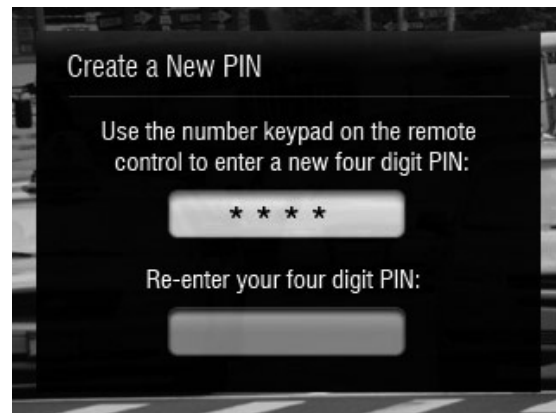 Create a New PIN
Use the number keypad on the remote
control to enter a new four digit PIN:
* * * *
Re-enter your four digit PIN: